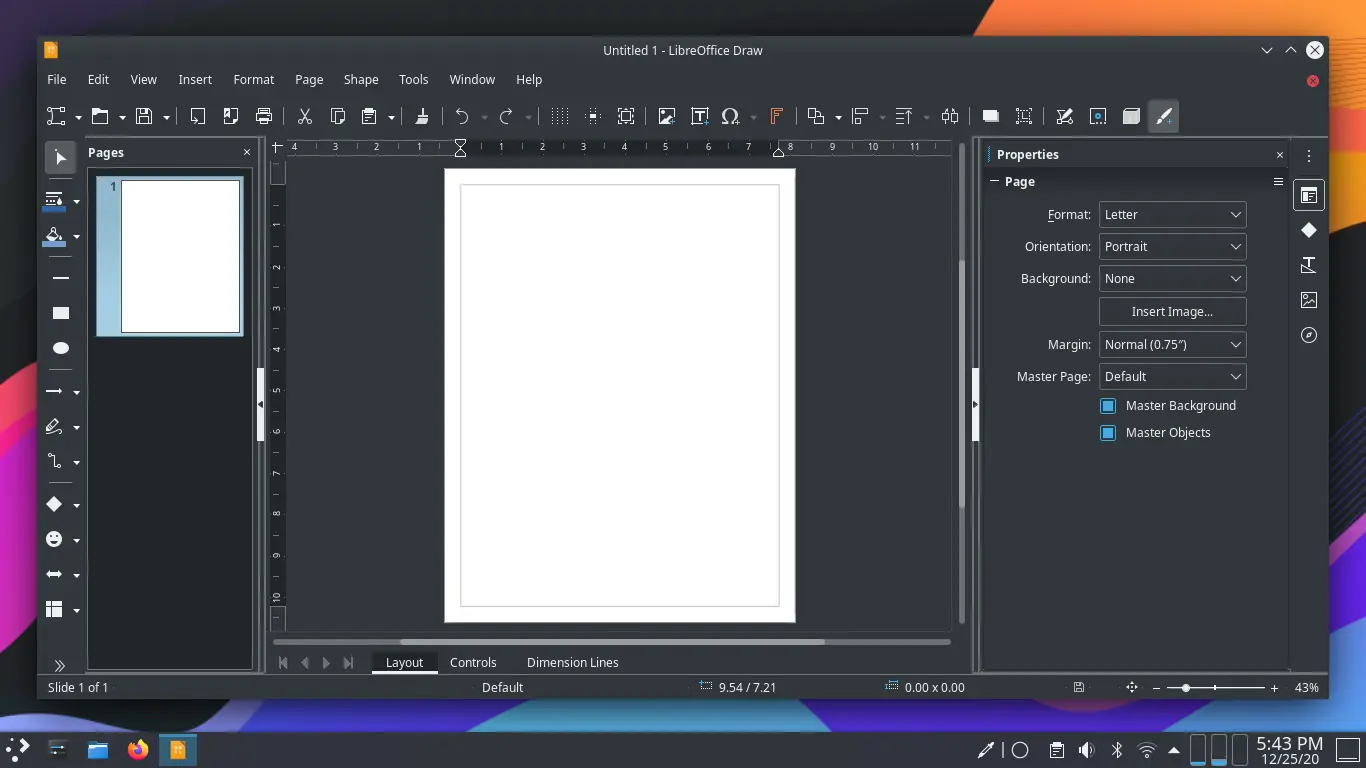 Untitled 1 - LibreOffice Draw
File Edit View Insert Format Page Shape Tools Window Help
Pages
4 3 2 1 1 2 3 4 5 6 7 8 9 10 11
Properties
Page
1
Format: Letter
Orientation: Portrait
Background: None
Insert Image...
Margin: Normal (0.75″)
Master Page: Default
Master Background
Master Objects
1
2
3
4
5
6
7
8
9
10
Layout Controls Dimension Lines
Slide 1 of 1 Default 9.54 / 7.21 0.00 x 0.00 43%
5:43 PM
12/25/20